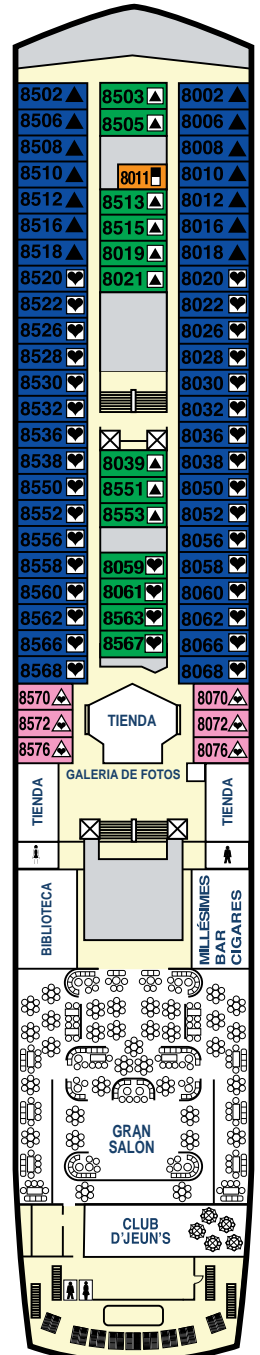 8502 8503 8002
8506 8505 8006
8508 8008
8510 8011 8010
8512 8513 8012
8516 8515 8016
8518 8019 8018
8520 8021 8020
8522 8022
8526 8026
8528 8028
8530 8030
8532 8032
8536 8036
8538 8039 8038
8550 8551 8050
8552 8553 8052
8556 8056
8558 8059 8058
8560 8061 8060
8562 8563 8062
8566 8567 8066
8568 8068
8570 8070
8572 TIENDA 8072
8576 8076
GALERIA DE FOTOS
TIENDA
TIENDA
BIBLIOTECA
MILLÉSIMES
BAR
CIGARES
GRAN
SALÓN
CLUB
D'JEUN'S